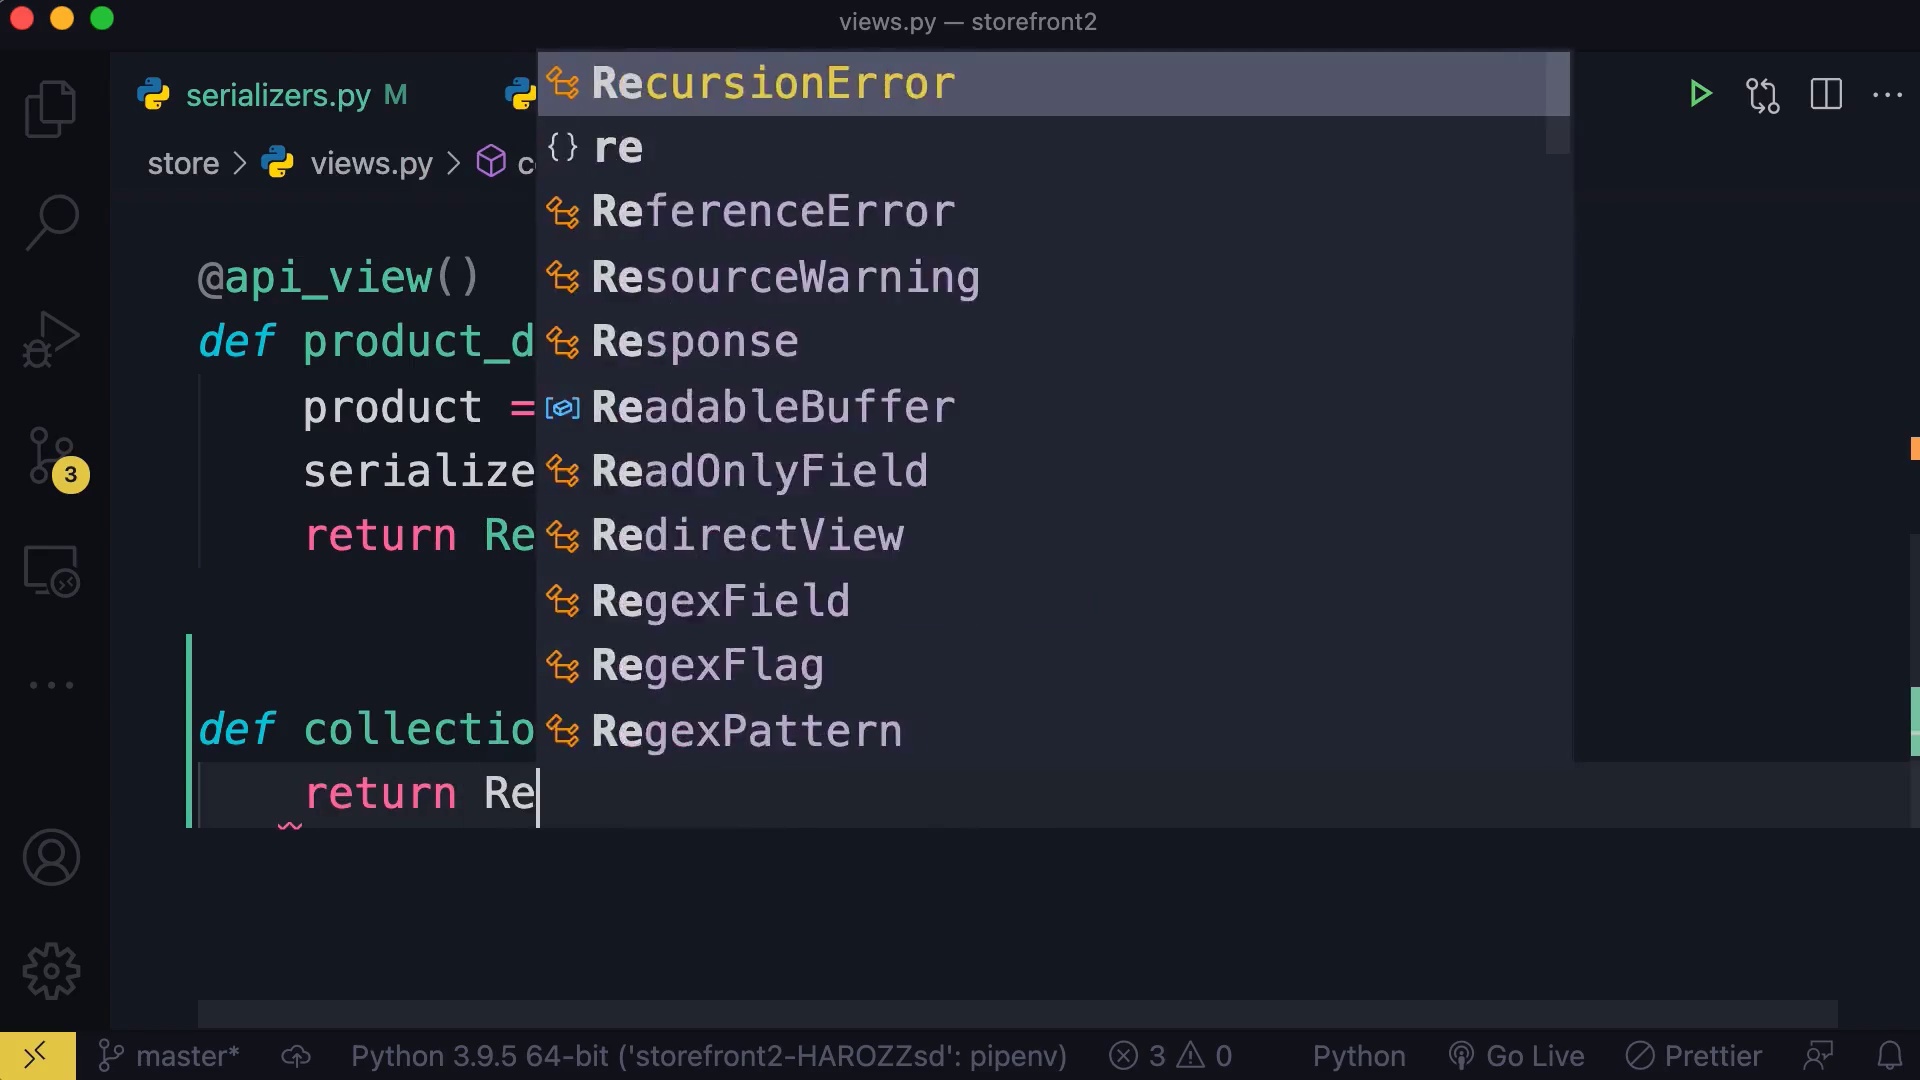 views.py — storefront2
serializers.py M
store > views.py > c
@api_view()
def product_d
product =
serialize
return Re
def collectio
return Re
RecursionError
re
ReferenceError
ResourceWarning
Response
ReadableBuffer
ReadOnlyField
RedirectView
RegexField
RegexFlag
RegexPattern
3
master* Python 3.9.5 64-bit ('storefront2-HAROZZsd': pipenv) 3 0 Python Go Live Prettier